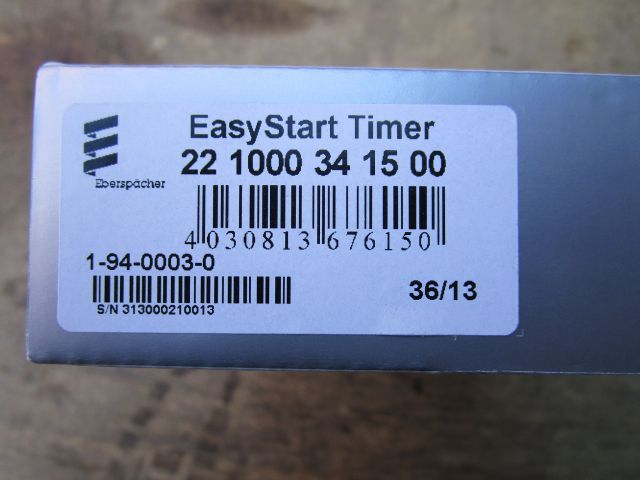 EasyStart Timer
Eberspächer
22 1000 34 15 00
4 030813 676150
1-94-0003-0
36/13
S/N 313000210013